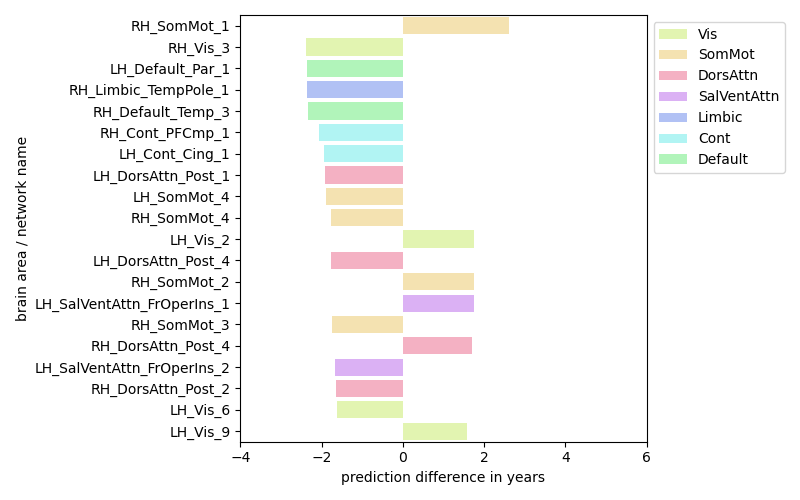 RH_SomMot_1
RH_Vis_3
LH_Default_Par_1
RH_Limbic_TempPole_1
RH_Default_Temp_3
RH_Cont_PFCmp_1
LH_Cont_Cing_1
LH_DorsAttn_Post_1
LH_SomMot_4
RH_SomMot_4
LH_Vis_2
LH_DorsAttn_Post_4
RH_SomMot_2
LH_SalVentAttn_FrOperIns_1
RH_SomMot_3
RH_DorsAttn_Post_4
LH_SalVentAttn_FrOperIns_2
RH_DorsAttn_Post_2
LH_Vis_6
LH_Vis_9
brain area / network name
−4 −2 0 2 4 6
prediction difference in years
Vis
SomMot
DorsAttn
SalVentAttn
Limbic
Cont
Default